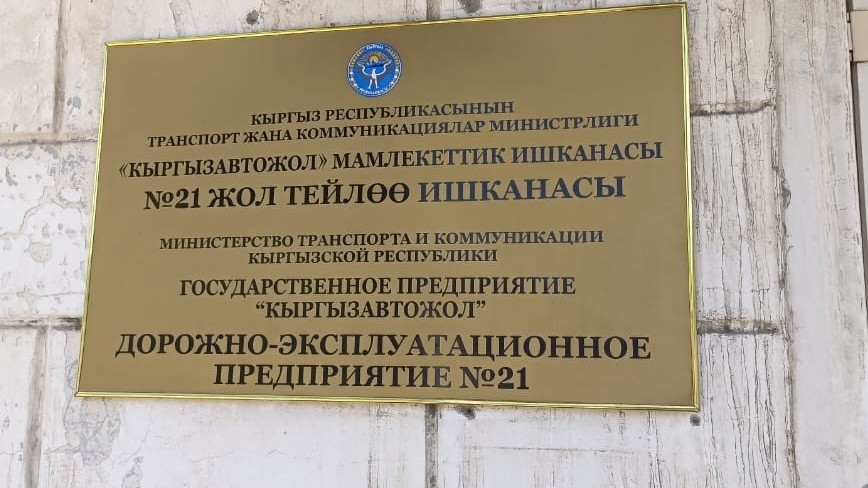 КЫРГЫЗ РЕСПУБЛИКАСЫНЫН
ТРАНСПОРТ ЖАНА КОММУНИКАЦИЯЛАР МИНИСТРЛИГИ
«КЫРГЫЗАВТОЖОЛ» МАМЛЕКЕТТИК ИШКАНАСЫ
№21 ЖОЛ ТЕЙЛӨӨ ИШКАНАСЫ
МИНИСТЕРСТВО ТРАНСПОРТА И КОММУНИКАЦИИ
КЫРГЫЗСКОЙ РЕСПУБЛИКИ
ГОСУДАРСТВЕННОЕ ПРЕДПРИЯТИЕ
“КЫРГЫЗАВТОЖОЛ”
ДОРОЖНО-ЭКСПЛУАТАЦИОННОЕ
ПРЕДПРИЯТИЕ №21